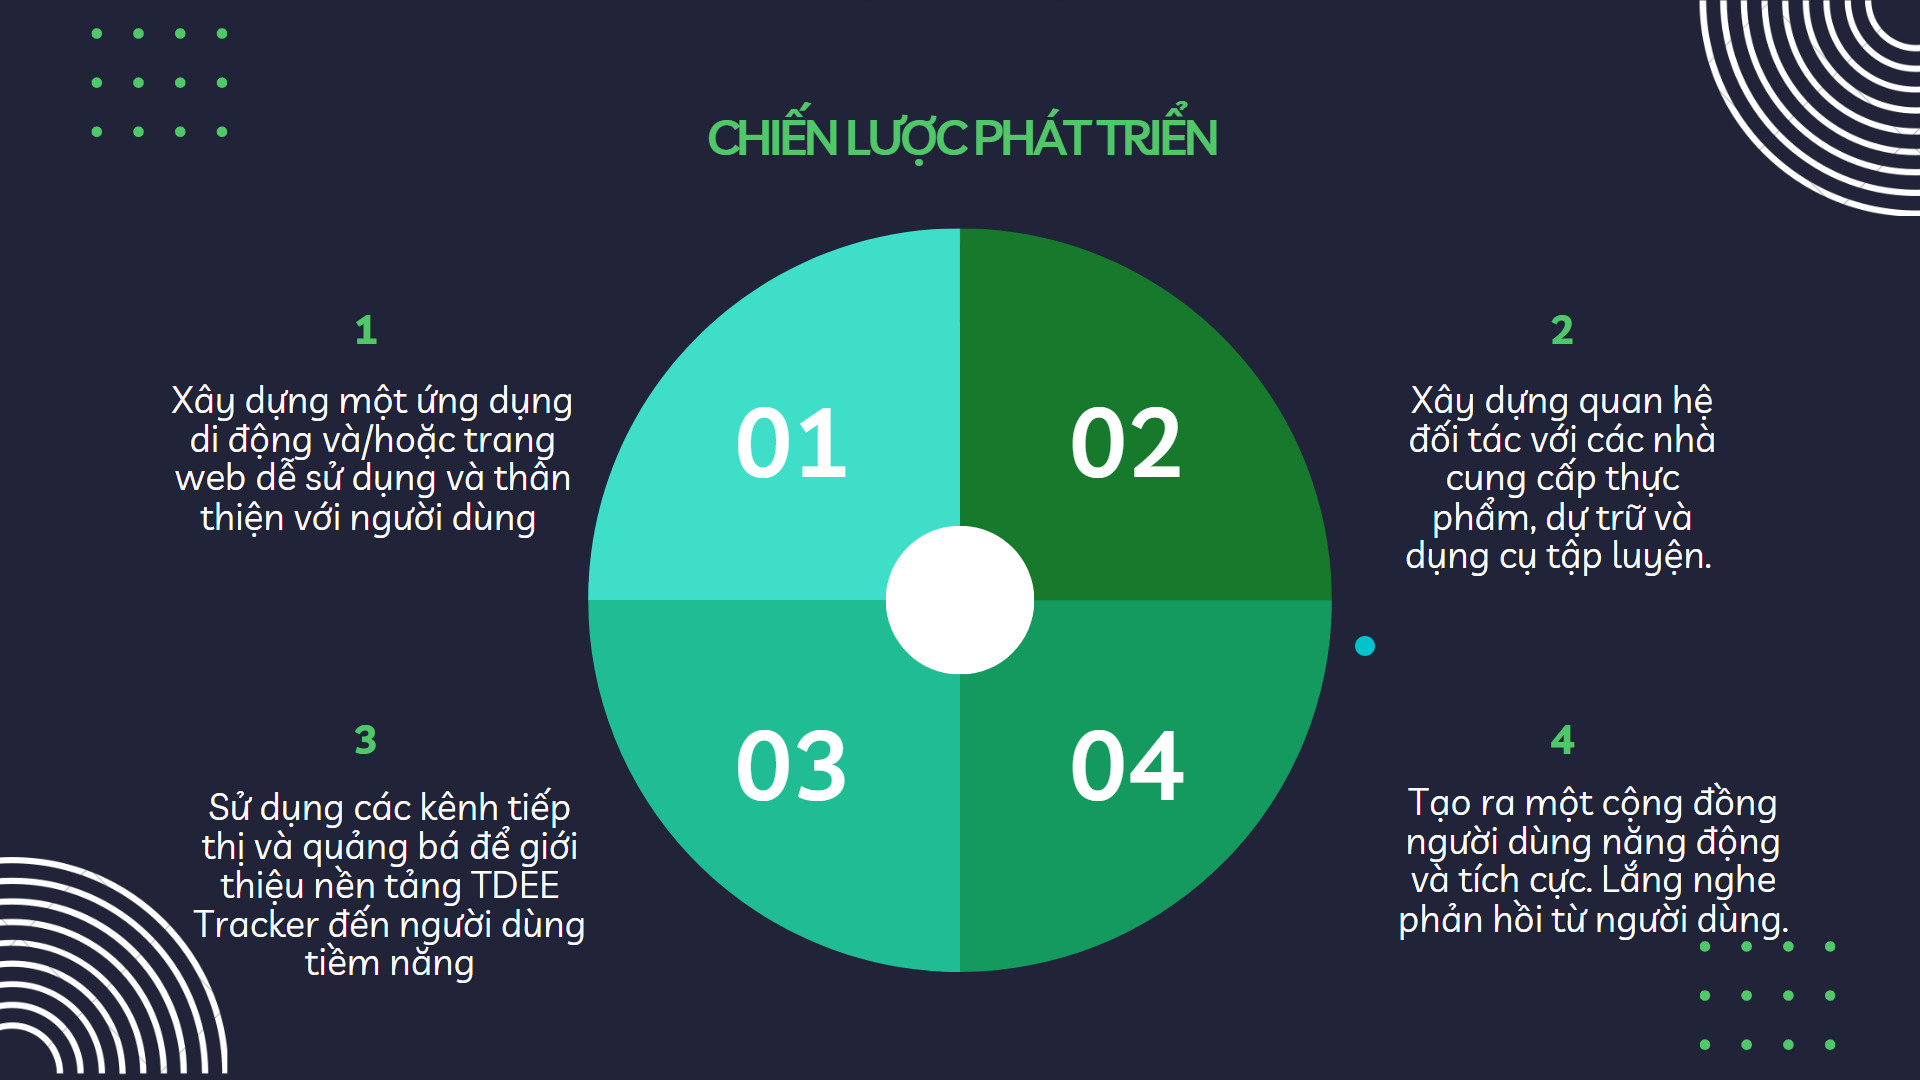 CHIẾN LƯỢC PHÁT TRIỂN
1
Xây dựng một ứng dụng
di động và/hoặc trang
web dễ sử dụng và thân
thiện với người dùng
01
02
2
Xây dựng quan hệ
đối tác với các nhà
cung cấp thực
phẩm, dự trữ và
dụng cụ tập luyện.
3
Sử dụng các kênh tiếp
thị và quảng bá để giới
thiệu nền tảng TDEE
Tracker đến người dùng
tiềm năng
03
04
4
Tạo ra một cộng đồng
người dùng năng động
và tích cực. Lắng nghe
phản hồi từ người dùng.